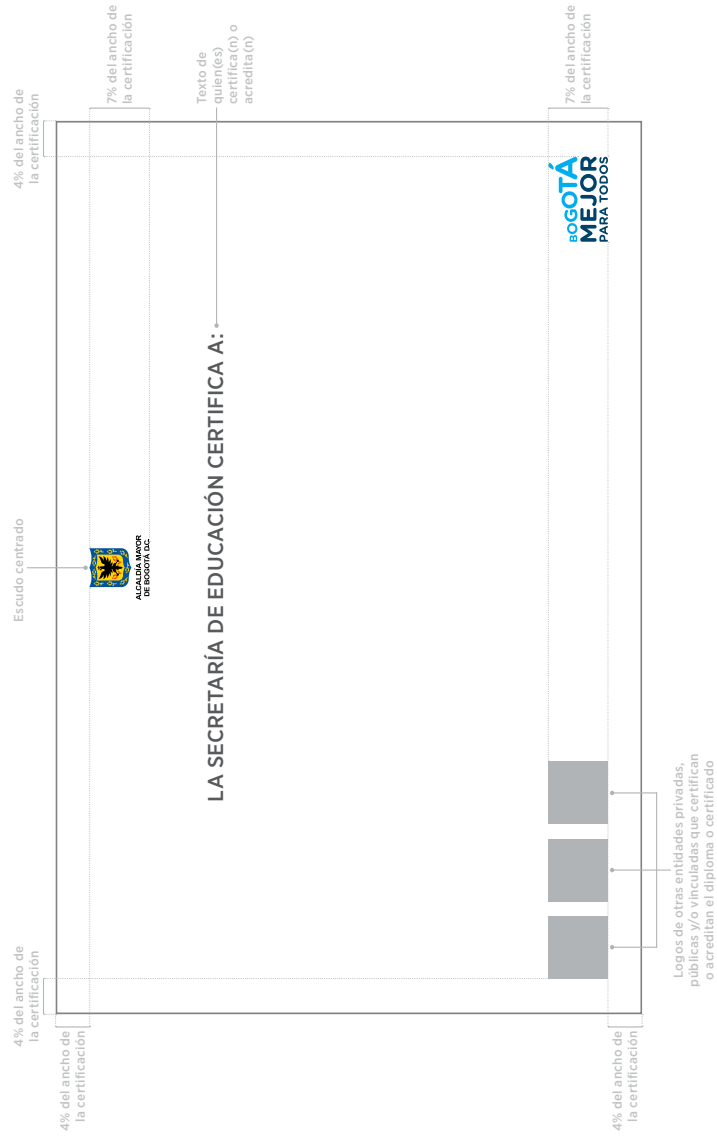 4% del ancho de
la certificación
Escudo centrado
4% del ancho de
la certificación
4% del ancho de
la certificación
7% del ancho de
la certificación
ALCALDÍA MAYOR
DE BOGOTÁ D.C.
Texto de
quien(es)
certifica(n) o
acredita(n)
LA SECRETARÍA DE EDUCACIÓN CERTIFICA A:
7% del ancho de
la certificación
BOGOTÁ
MEJOR
PARA TODOS
4% del ancho de
la certificación
Logos de otras entidades privadas,
públicas y/o vinculadas que certifican
o acreditan el diploma o certificado